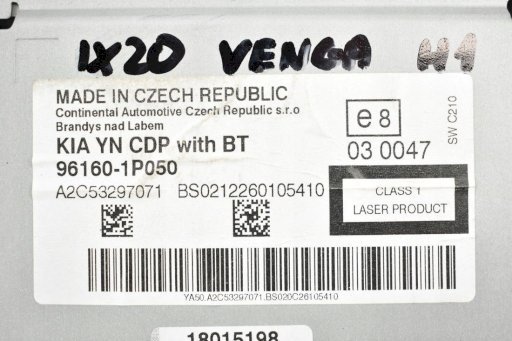 IX20 VENGA H1
MADE IN CZECH REPUBLIC
Continental Automotive Czech Republic s.r.o
Brandys nad Labem
KIA YN CDP with BT
96160-1P050
A2C53297071 BS0212260105410
e8
03 0047
SW C210
CLASS 1
LASER PRODUCT
YA50.A2C53297071.BS020C26105410
18015198